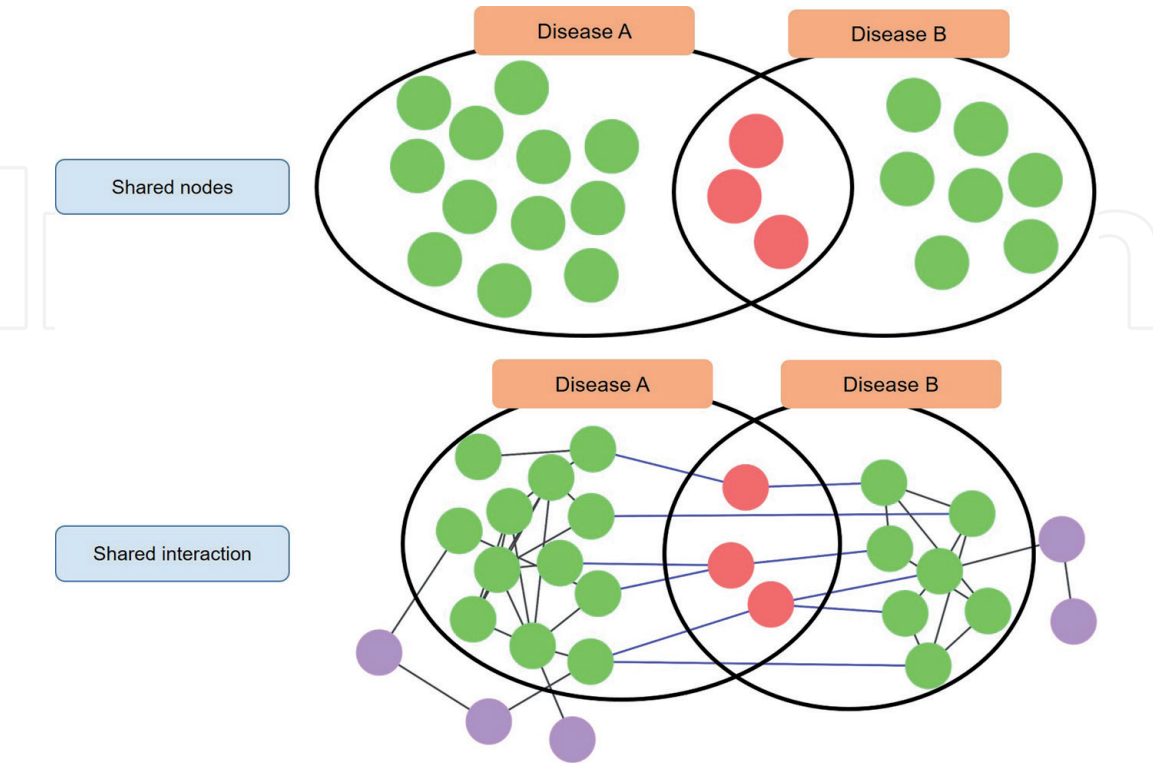 Disease A
Disease B
Shared nodes
Disease A
Disease B
Shared interaction